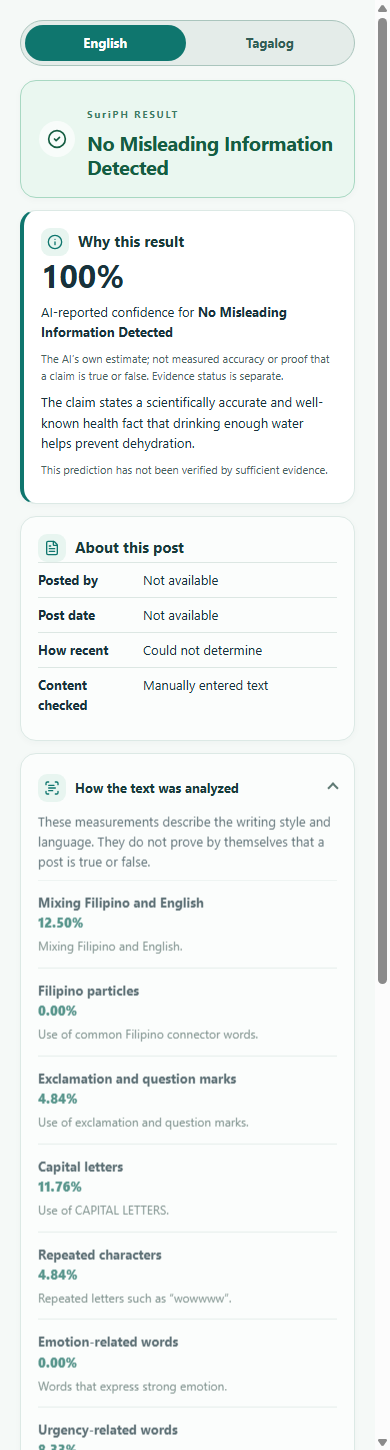 English
Tagalog
SuriPH RESULT
No Misleading Information
Detected
Why this result
100%
AI-reported confidence for No Misleading
Information Detected
The AI's own estimate; not measured accuracy or proof that
a claim is true or false. Evidence status is separate.
The claim states a scientifically accurate and well-
known health fact that drinking enough water
helps prevent dehydration.
This prediction has not been verified by sufficient evidence.
About this post
Posted by Not available
Post date Not available
How recent Could not determine
Content Manually entered text
checked
How the text was analyzed
These measurements describe the writing style and
language. They do not prove by themselves that a
post is true or false.
Mixing Filipino and English
12.50%
Mixing Filipino and English.
Filipino particles
0.00%
Use of common Filipino connector words.
Exclamation and question marks
4.84%
Use of exclamation and question marks.
Capital letters
11.76%
Use of CAPITAL LETTERS.
Repeated characters
4.84%
Repeated letters such as "wowwww".
Emotion-related words
0.00%
Words that express strong emotion.
Urgency-related words
8.33%